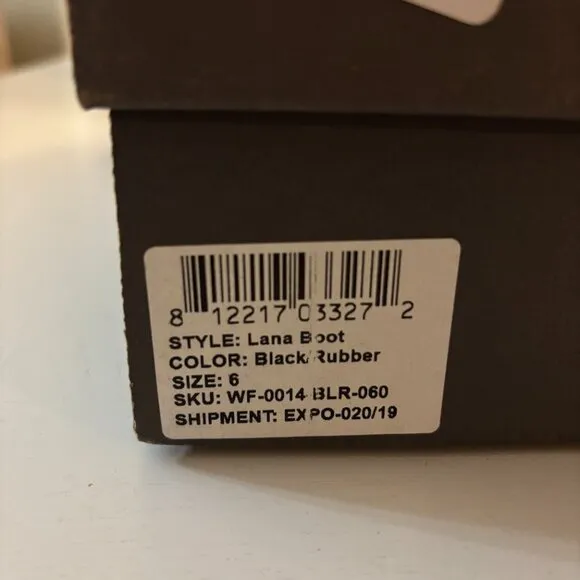 8 12217 03327 2
STYLE: Lana Boot
COLOR: Black/Rubber
SIZE: 6
SKU: WF-0014-BLR-060
SHIPMENT: EXPO-020/19